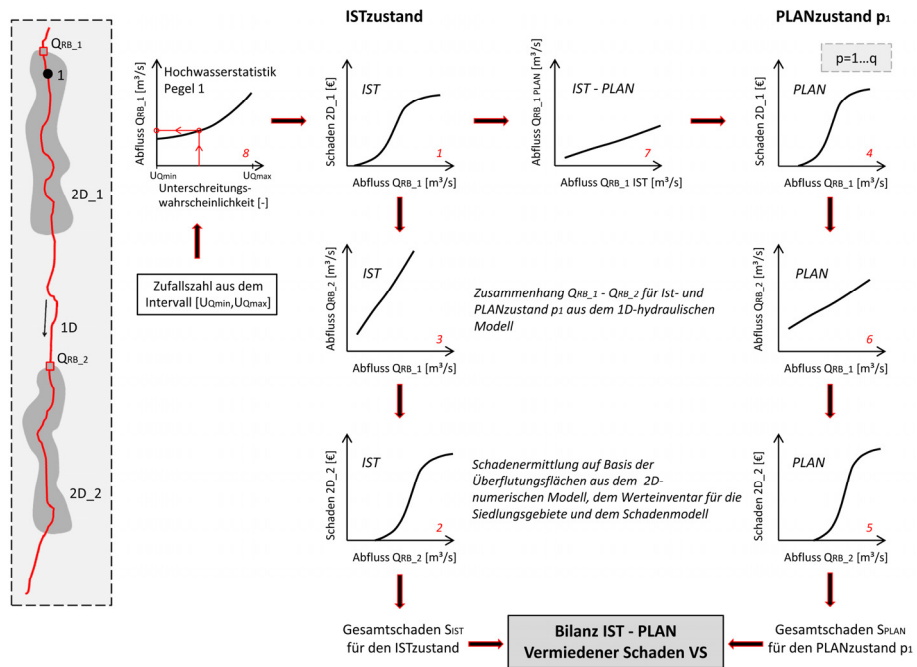 ISTzustand
PLANzustand p1
QRB_1
1
2D_1
1D
QRB_2
2D_2
Abfluss QRB_1 [m³/s]
Hochwasserstatistik
Pegel 1
8
UQmin
UQmax
Unterschreitungs-
wahrscheinlichkeit [-]
Zufallszahl aus dem
Intervall [UQmin,UQmax]
Schaden 2D_1 [€]
IST
1
Abfluss QRB_1 [m³/s]
Abfluss QRB_1 PLAN [m³/s]
IST - PLAN
7
Abfluss QRB_1 IST [m³/s]
p=1...q
Schaden 2D_1 [€]
PLAN
4
Abfluss QRB_1 [m³/s]
Abfluss QRB_2 [m³/s]
IST
3
Abfluss QRB_1 [m³/s]
Zusammenhang QRB_1 - QRB_2 für Ist- und
PLANzustand p1 aus dem 1D-hydraulischen
Modell
Abfluss QRB_2 [m³/s]
PLAN
6
Abfluss QRB_1 [m³/s]
Schaden 2D_2 [€]
IST
2
Abfluss QRB_2 [m³/s]
Schadenermittlung auf Basis der
Überflutungsflächen aus dem 2D-
numerischen Modell, dem Werteinventar für die
Siedlungsgebiete und dem Schadenmodell
Schaden 2D_2 [€]
PLAN
5
Abfluss QRB_2 [m³/s]
Gesamtschaden SIST
für den ISTzustand
Bilanz IST - PLAN
Vermiedener Schaden VS
Gesamtschaden SPLAN
für den PLANzustand p1